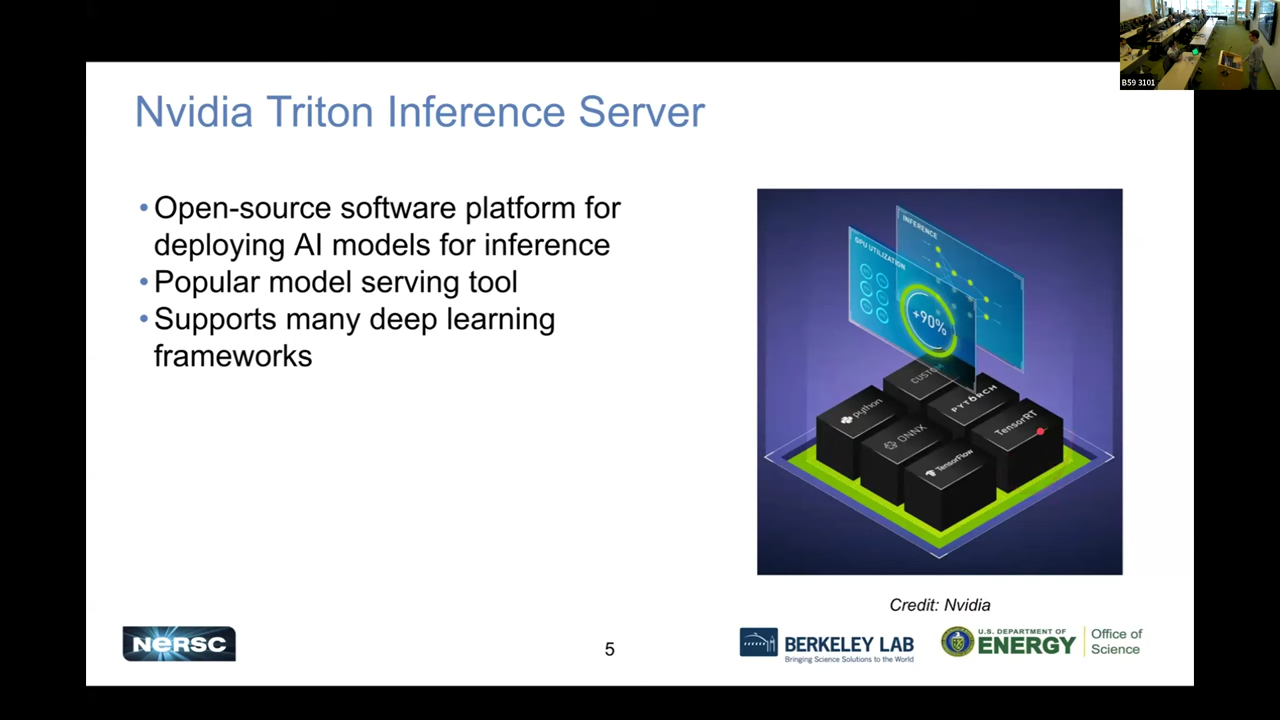 B59 3101
Nvidia Triton Inference Server
• Open-source software platform for
deploying AI models for inference
• Popular model serving tool
• Supports many deep learning
frameworks
INFERENCE
GPU UTILIZATION
+90%
CUSTOM
python
PYTORCH
ONNX
TensorRT
TensorFlow
Credit: Nvidia
NERSC
5
BERKELEY LAB
Bringing Science Solutions to the World
U.S. DEPARTMENT OF
ENERGY
Office of
Science